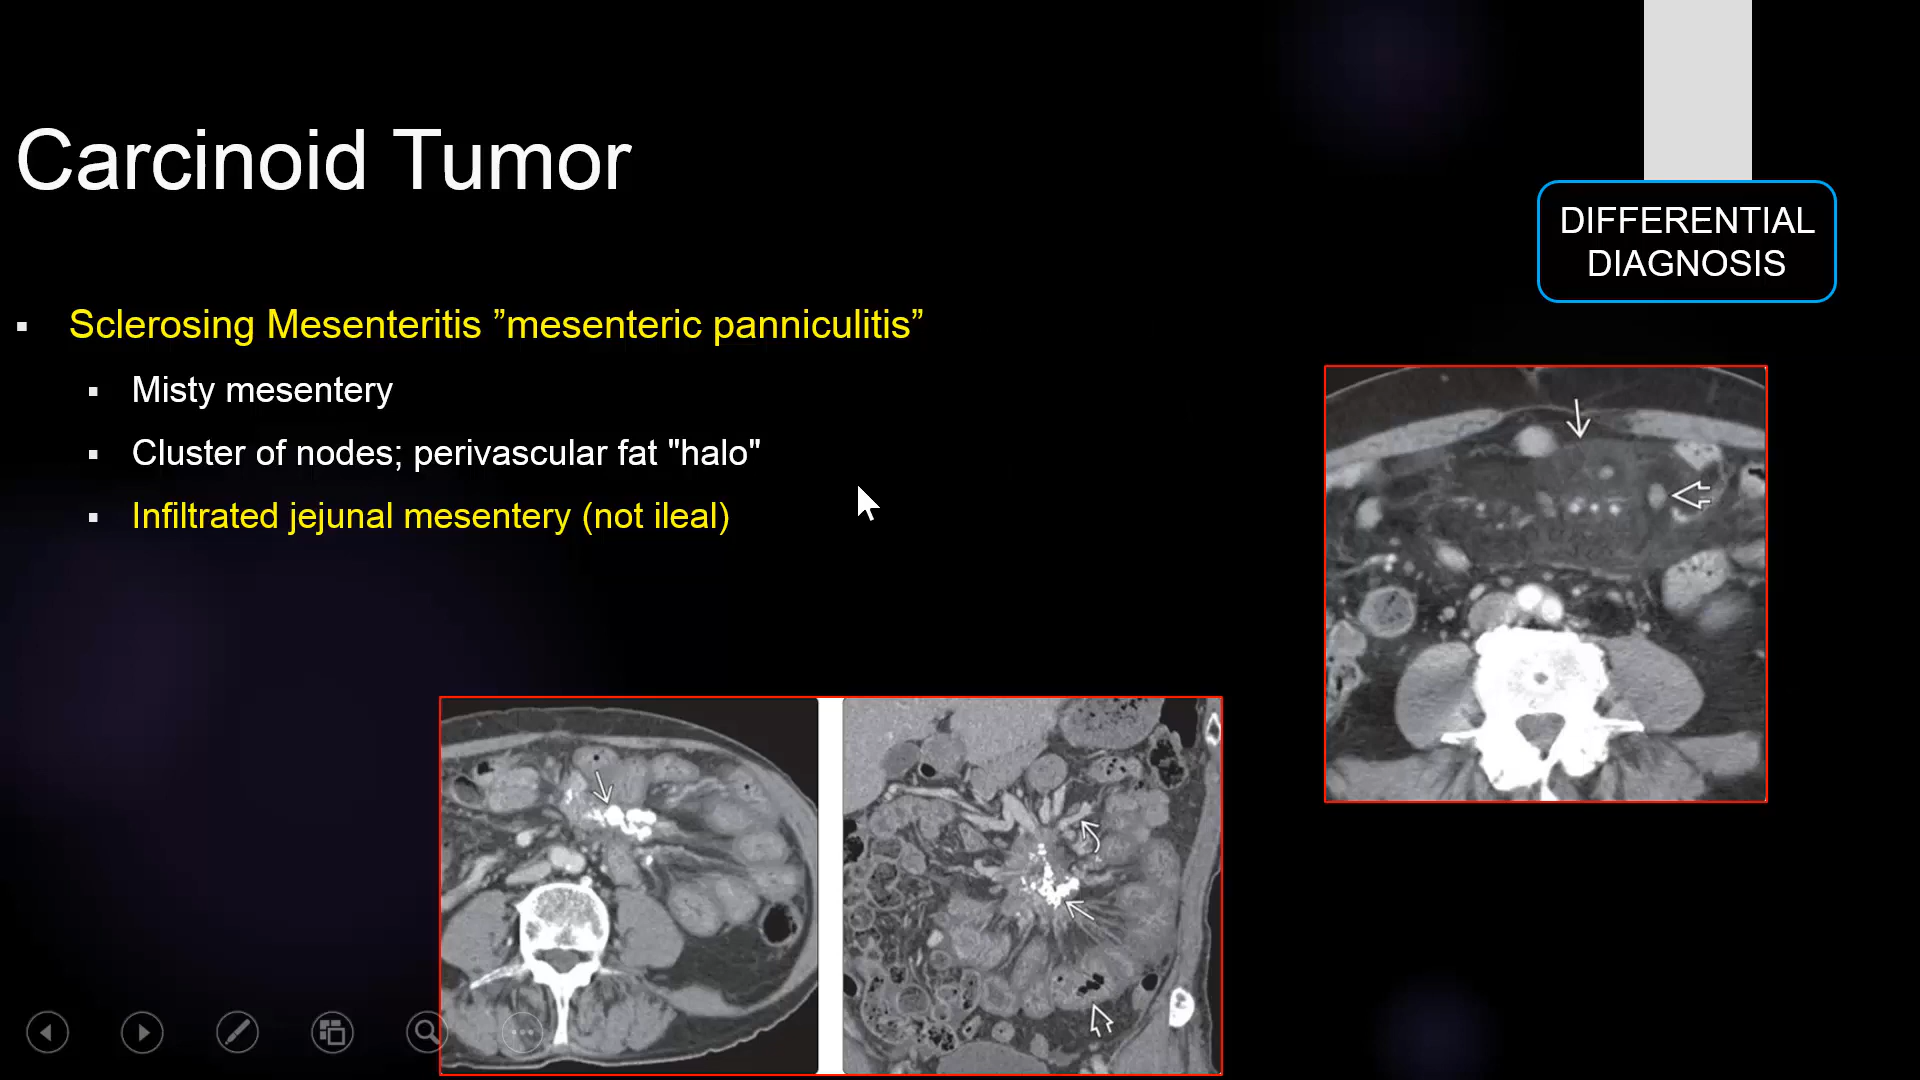 Carcinoid Tumor
DIFFERENTIAL
DIAGNOSIS
Sclerosing Mesenteritis ”mesenteric panniculitis”
Misty mesentery
Cluster of nodes; perivascular fat "halo"
Infiltrated jejunal mesentery (not ileal)